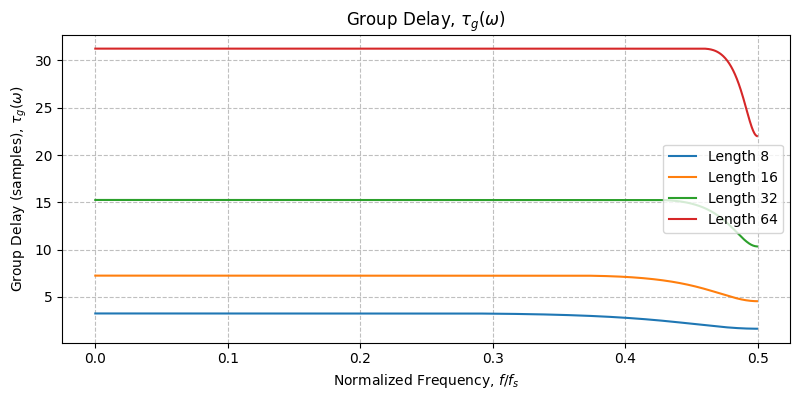 Group Delay, τg(ω)
Group Delay (samples), τg(ω)
30
25
20
15
10
5
0.0
0.1
0.2
0.3
0.4
0.5
Normalized Frequency, f/fs
Length 8
Length 16
Length 32
Length 64